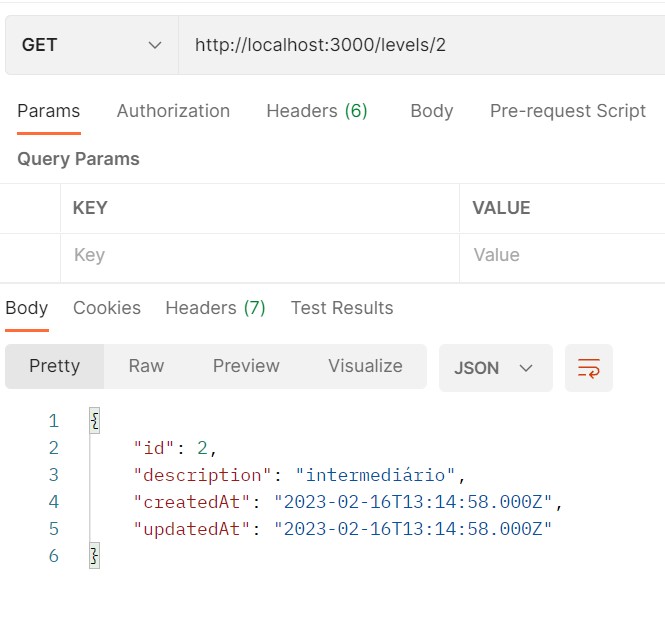 GET http://localhost:3000/levels/2
Params Authorization Headers (6) Body Pre-request Script
Query Params
KEY VALUE
Key Value
Body Cookies Headers (7) Test Results
Pretty Raw Preview Visualize JSON
1 {
2 "id": 2,
3 "description": "intermediário",
4 "createdAt": "2023-02-16T13:14:58.000Z",
5 "updatedAt": "2023-02-16T13:14:58.000Z"
6 }